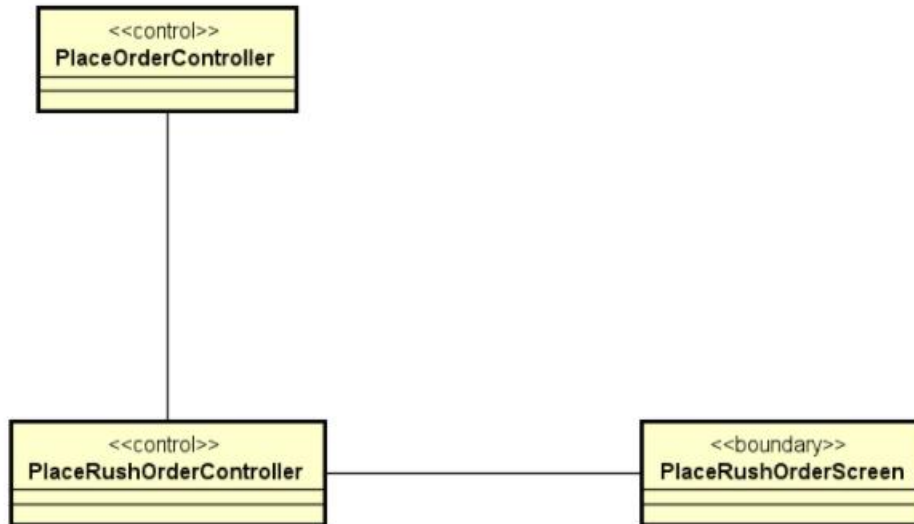 <<control>>
PlaceOrderController
<<control>>
PlaceRushOrderController
<<boundary>>
PlaceRushOrderScreen